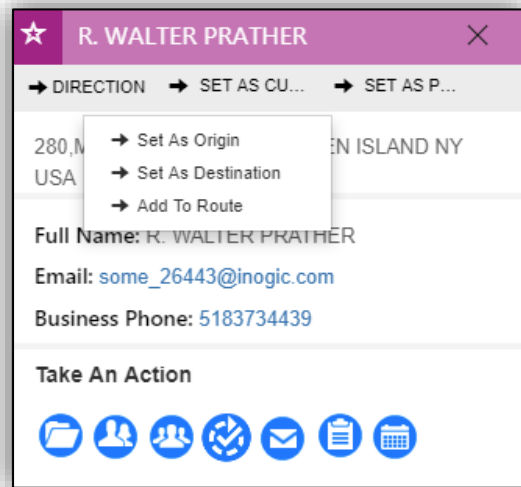 R. WALTER PRATHER
DIRECTION SET AS CU... SET AS P...
Set As Origin
Set As Destination
Add To Route
280,M EN ISLAND NY
USA
Full Name: R. WALTER PRATHER
Email: some_26443@inogic.com
Business Phone: 5183734439
Take An Action